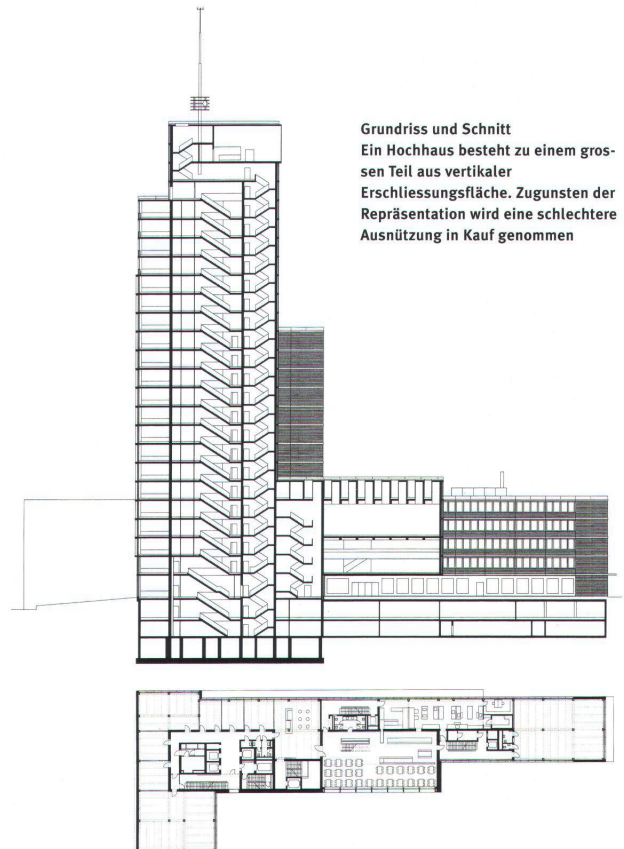 Grundriss und Schnitt
Ein Hochhaus besteht zu einem gros-
sen Teil aus vertikaler
Erschliessungsfläche. Zugunsten der
Repräsentation wird eine schlechtere
Ausnützung in Kauf genommen